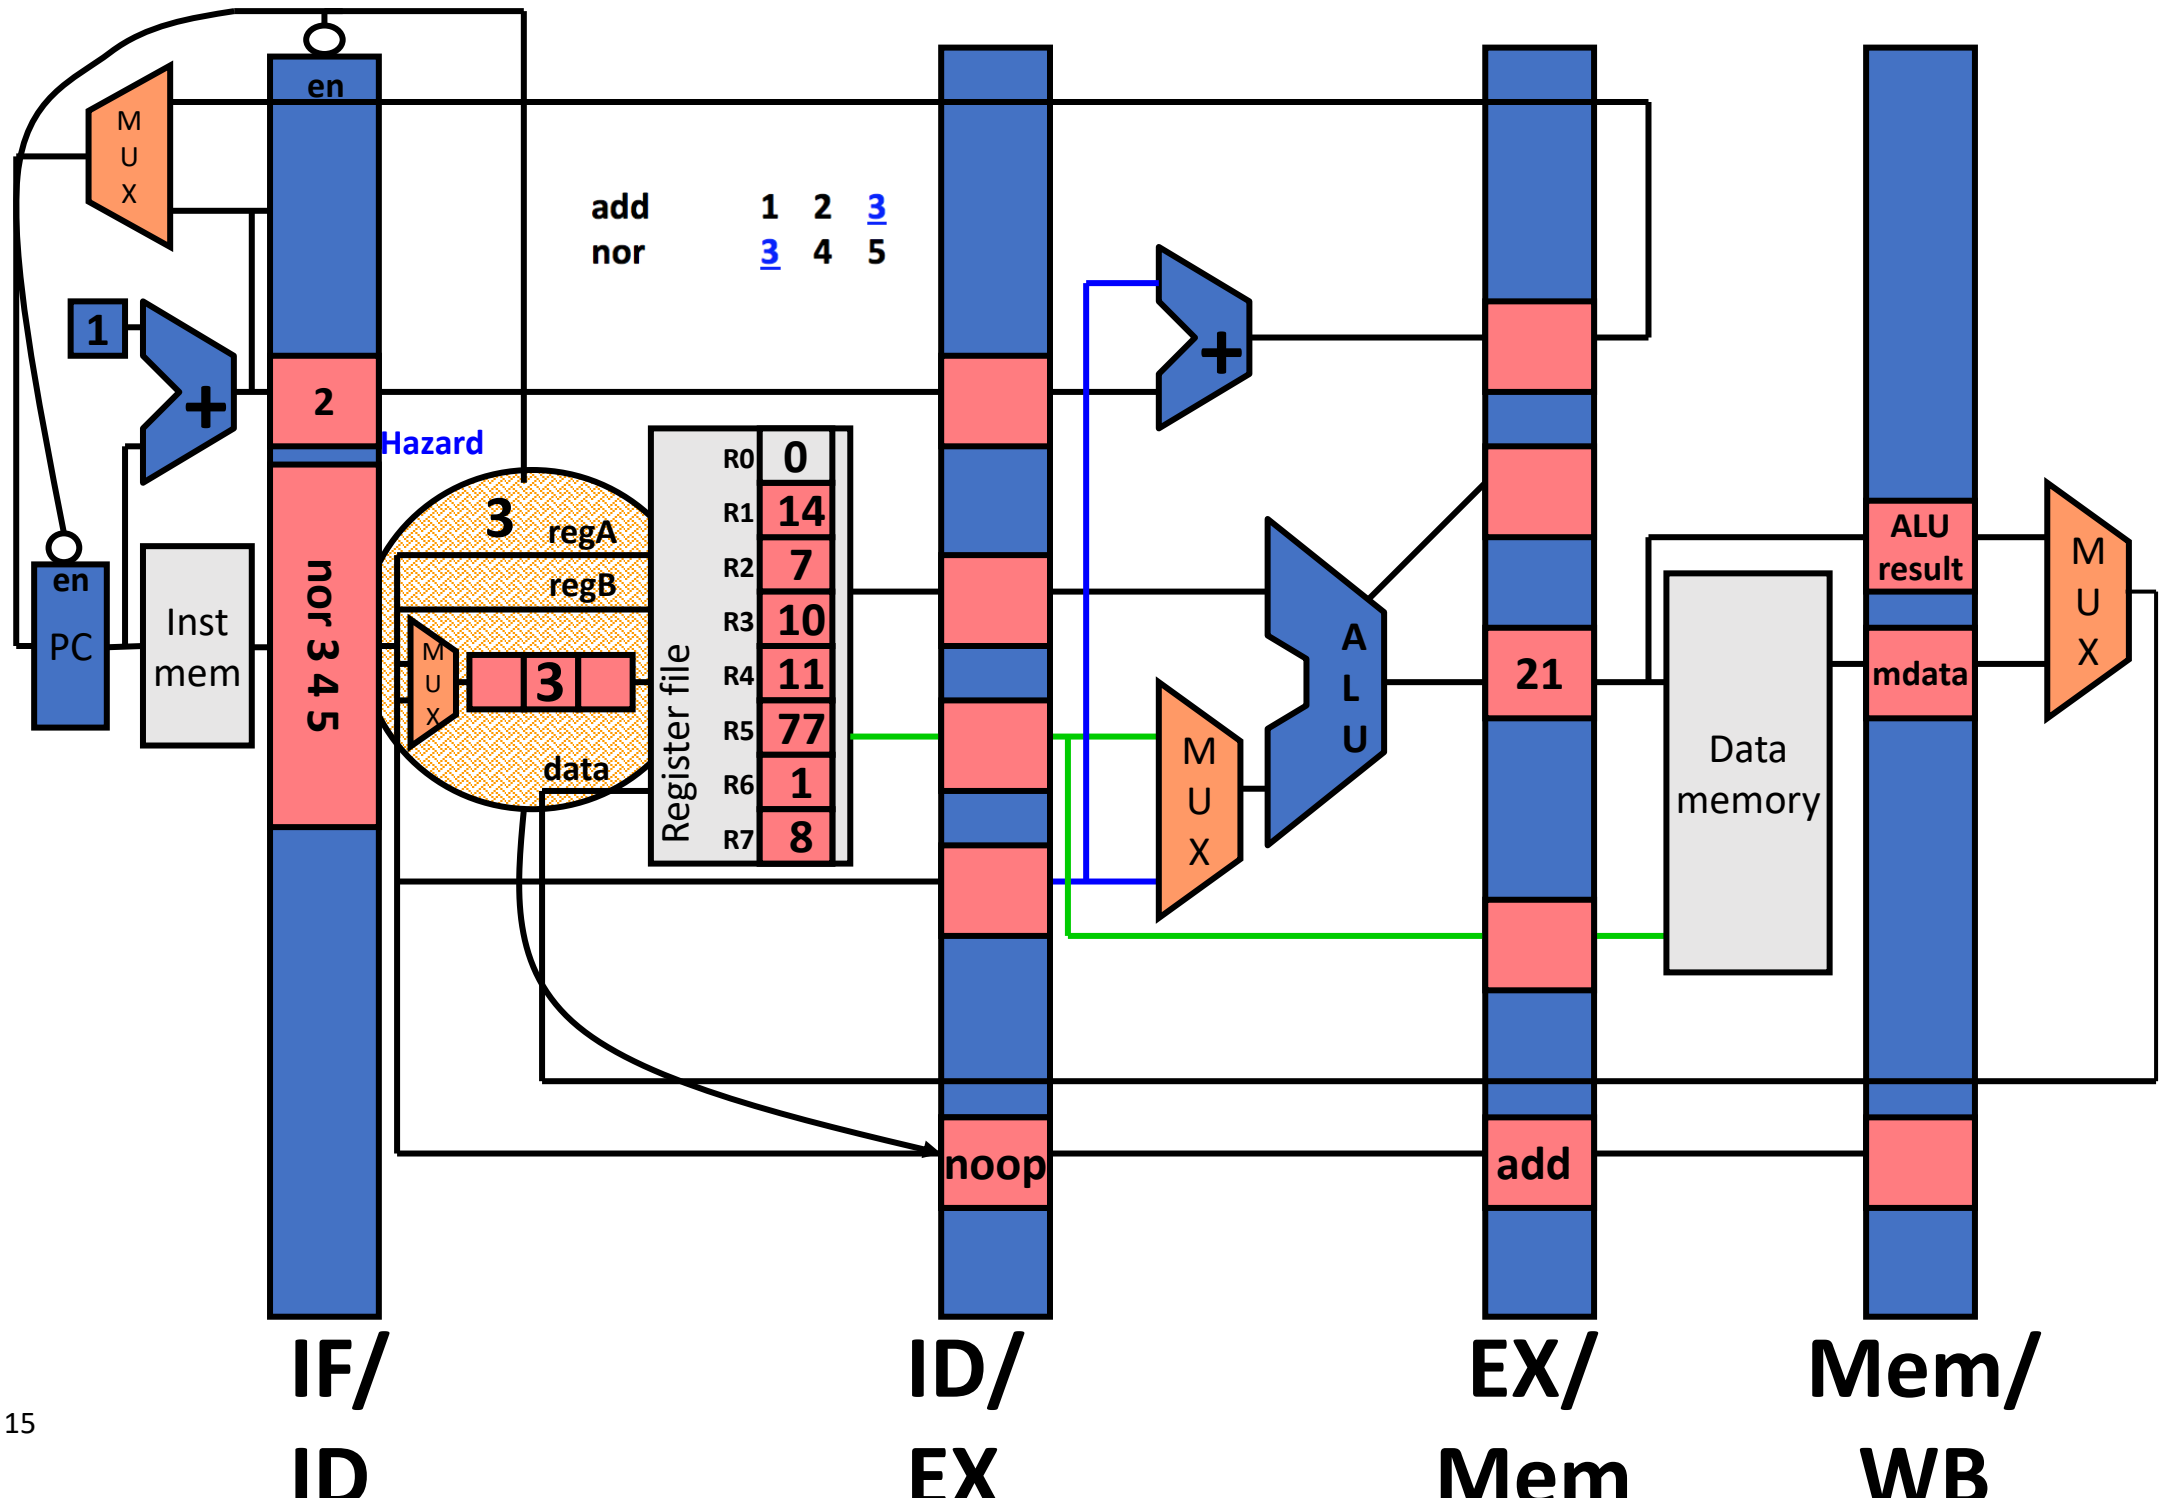 en
M
U
X
add 1 2 3
nor 3 4 5
1
+
+
2
Hazard
R0 0
3
regA
R1 14
ALU
result
M
U
X
en
PC
Inst
mem
nor 3 4 5
regB
R2 7
R3 10
M
U
X
3
Register file
R4 11
A
L
U
21
mdata
R5 77
M
U
X
Data
memory
data
R6 1
R7 8
noop
add
IF/
ID
ID/
EX
EX/
Mem
Mem/
WB
15